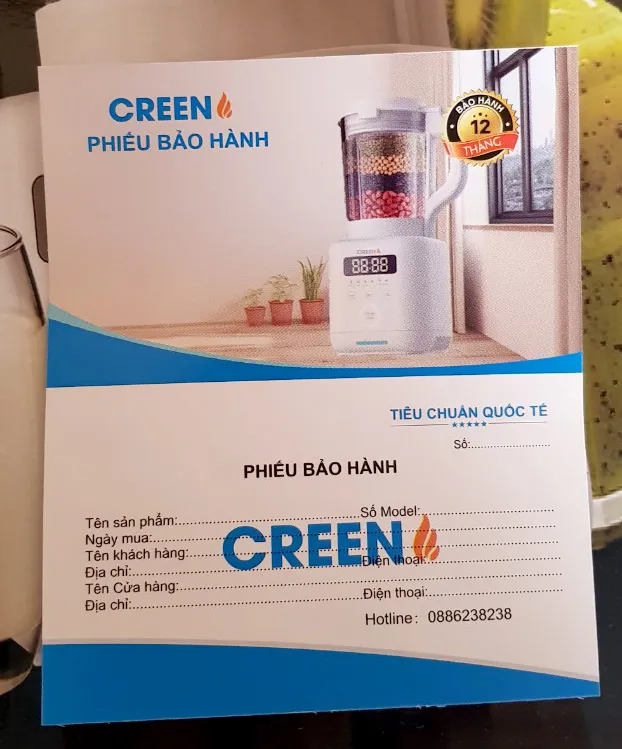 CREEN
PHIẾU BẢO HÀNH
BẢO HÀNH
12
THÁNG
CREEN
88:88
TIÊU CHUẨN QUỐC TẾ
Số:
PHIẾU BẢO HÀNH
Tên sản phẩm: Số Model:
Ngày mua:
Tên khách hàng:
CREEN
Địa chỉ: Điện thoại:
Tên Cửa hàng:
Địa chỉ: Điện thoại:
Hotline: 0886238238